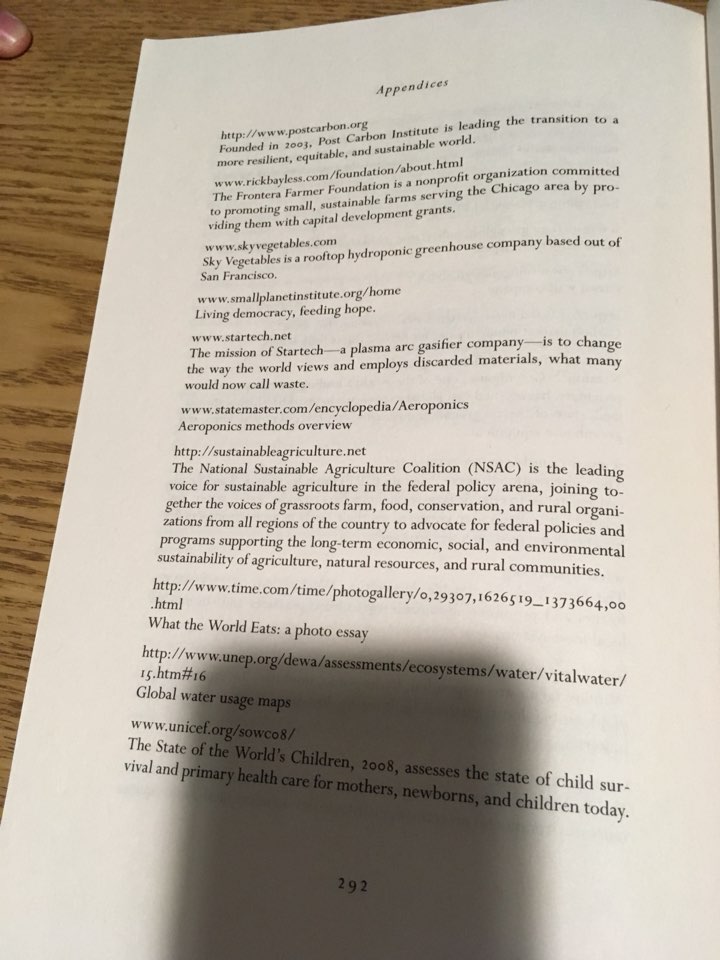 Appendices
http://www.postcarbon.org
Founded in 2003, Post Carbon Institute is leading the transition to a
more resilient, equitable, and sustainable world.
www.rickbayless.com/foundation/about.html
The Frontera Farmer Foundation is a nonprofit organization committed
to promoting small, sustainable farms serving the Chicago area by pro-
viding them with capital development grants.
www.skyvegetables.com
Sky Vegetables is a rooftop hydroponic greenhouse company based out of
San Francisco.
www.smallplanetinstitute.org/home
Living democracy, feeding hope.
www.startech.net
The mission of Startech—a plasma arc gasifier company—is to change
the way the world views and employs discarded materials, what many
would now call waste.
www.statemaster.com/encyclopedia/Aeroponics
Aeroponics methods overview
http://sustainableagriculture.net
The National Sustainable Agriculture Coalition (NSAC) is the leading
voice for sustainable agriculture in the federal policy arena, joining to-
gether the voices of grassroots farm, food, conservation, and rural organi-
zations from all regions of the country to advocate for federal policies and
programs supporting the long-term economic, social, and environmental
sustainability of agriculture, natural resources, and rural communities.
http://www.time.com/time/photogallery/0,29307,1626519_1373664,00
.html
What the World Eats: a photo essay
http://www.unep.org/dewa/assessments/ecosystems/water/vitalwater/
15.htm#16
Global water usage maps
www.unicef.org/sowc08/
The State of the World's Children, 2008, assesses the state of child sur-
vival and primary health care for mothers, newborns, and children today.
292